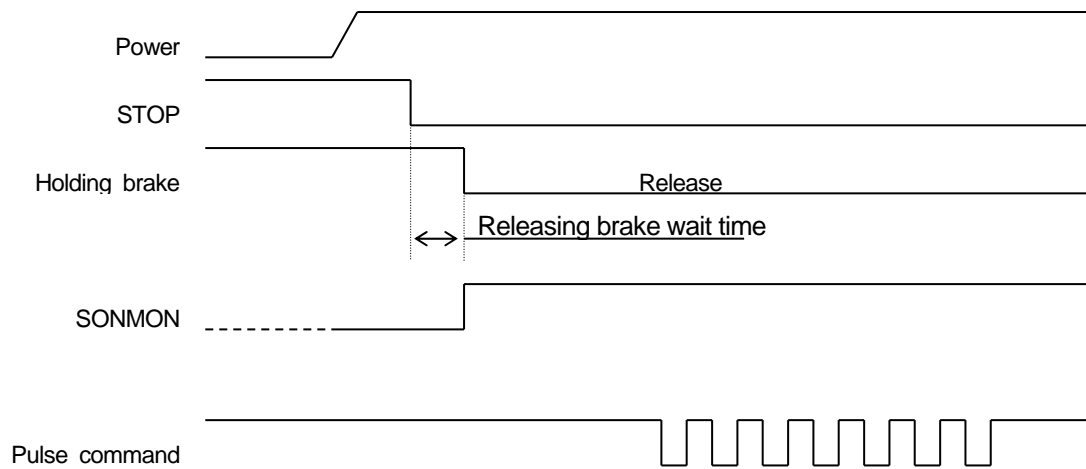 Power
STOP
Holding brake
Release
Releasing brake wait time
SONMON
Pulse command